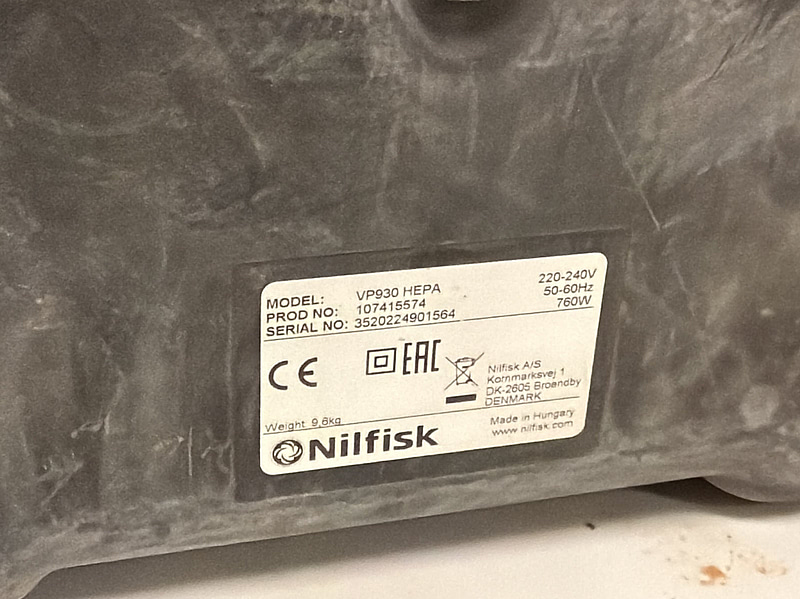 MODEL: VP930 HEPA 220-240V
PROD NO: 107415574 50-60Hz
SERIAL NO: 3520224901564 760W
CE EAC
Nilfisk A/S
Kornmarksvej 1
DK-2605 Broendby
DENMARK
Weight 9,6kg
Made in Hungary
Nilfisk www.nilfisk.com